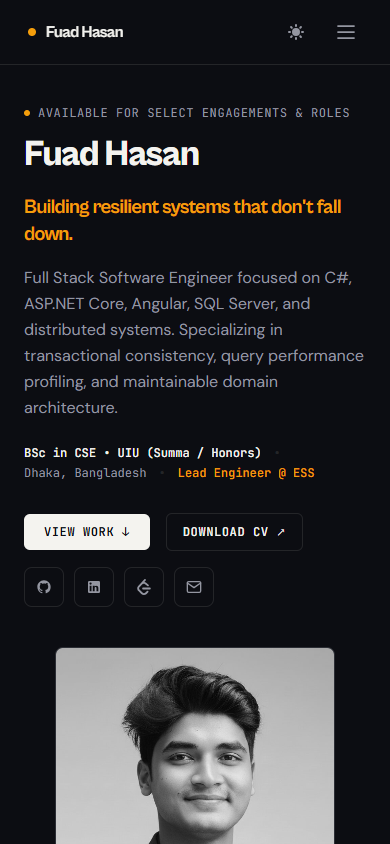 Fuad Hasan
AVAILABLE FOR SELECT ENGAGEMENTS & ROLES
Fuad Hasan
Building resilient systems that don't fall
down.
Full Stack Software Engineer focused on C#,
ASP.NET Core, Angular, SQL Server, and
distributed systems. Specializing in
transactional consistency, query performance
profiling, and maintainable domain
architecture.
BSc in CSE • UIU (Summa / Honors) •
Dhaka, Bangladesh • Lead Engineer @ ESS
VIEW WORK ↓ DOWNLOAD CV ↗